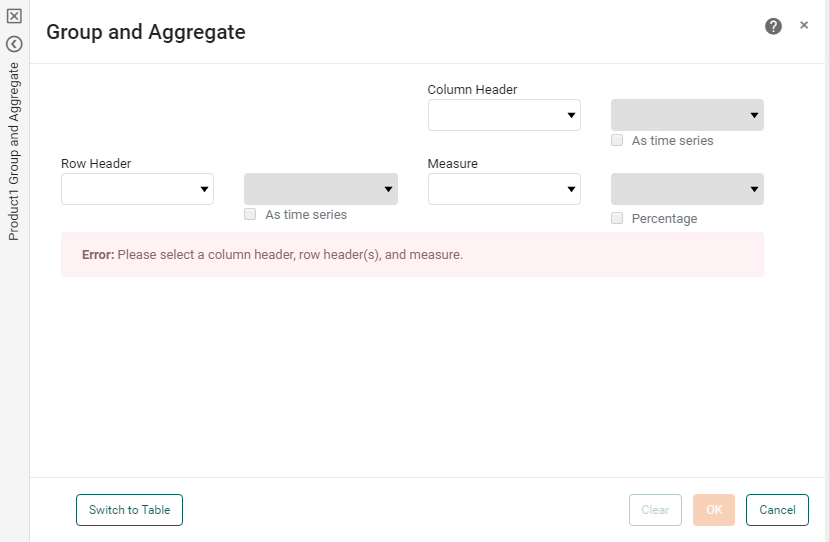 Product1 Group and Aggregate
Group and Aggregate
?
×
Column Header
As time series
Row Header
Measure
As time series
Percentage
Error: Please select a column header, row header(s), and measure.
Switch to Table
Clear
OK
Cancel